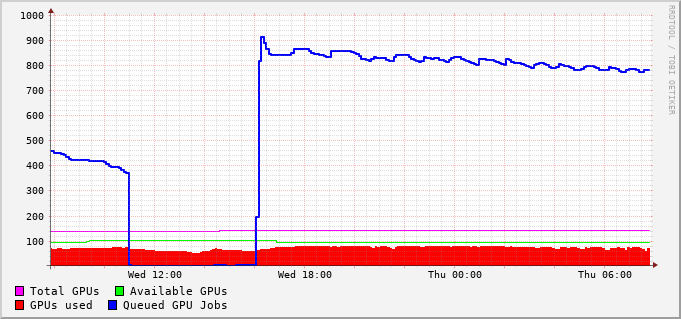 1000
900
800
700
600
500
400
300
200
100
Wed 12:00 Wed 18:00 Thu 00:00 Thu 06:00
Total GPUs Available GPUs
GPUs used Queued GPU Jobs
RRDTOOL / TOBI OETIKER